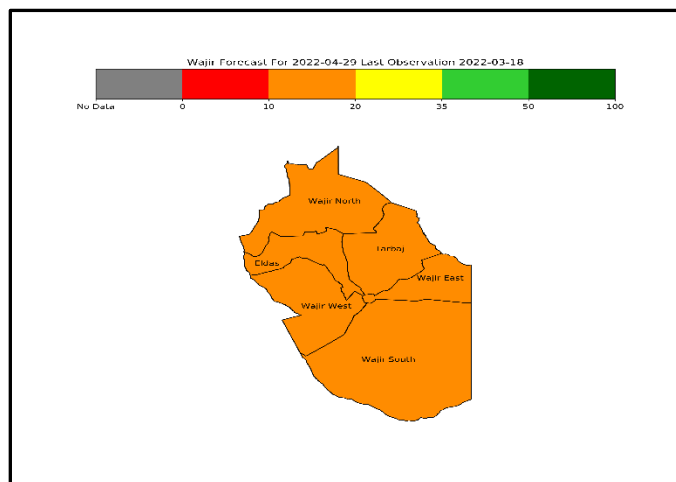 Wajir Forecast For 2022-04-29 Last Observation 2022-03-18
No Data 0 10 20 35 50 100
Wajir North
Tarbaj
Eldas
Wajir East
Wajir West
Wajir South